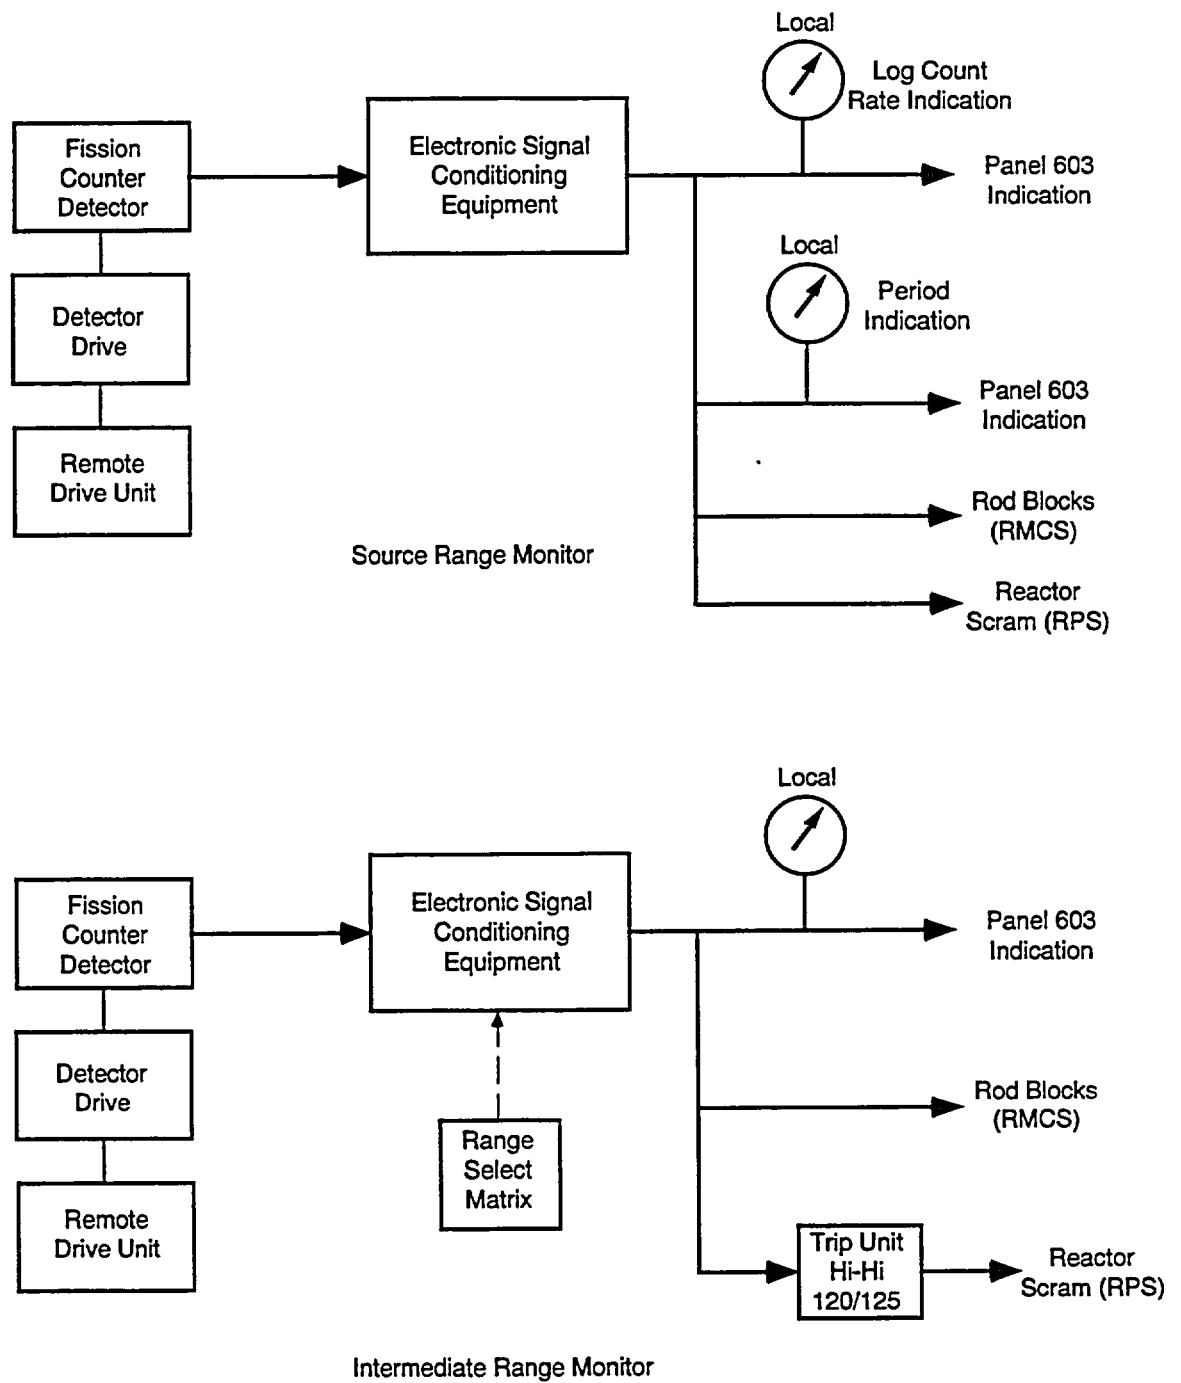 Local
Log Count
Rate Indication
Fission
Counter
Detector
Electronic Signal
Conditioning
Equipment
Panel 603
Indication
Local
Period
Indication
Detector
Drive
Panel 603
Indication
Remote
Drive Unit
Rod Blocks
(RMCS)
Source Range Monitor
Reactor
Scram (RPS)
Local
Fission
Counter
Detector
Electronic Signal
Conditioning
Equipment
Panel 603
Indication
Detector
Drive
Rod Blocks
(RMCS)
Range
Select
Matrix
Remote
Drive Unit
Trip Unit
Hi-Hi
120/125
Reactor
Scram (RPS)
Intermediate Range Monitor